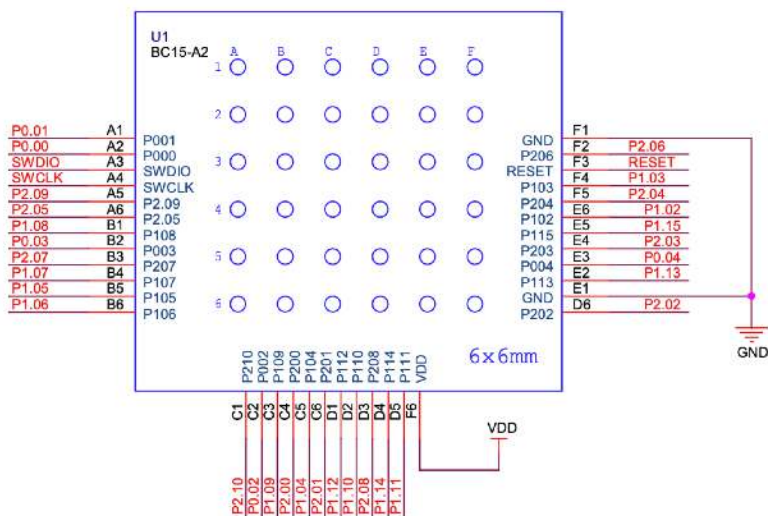 U1
BC15-A2
A B C D E F
1
2
3
4
5
6
P0.01 A1 P001
P0.00 A2 P000
SWDIO A3 SWDIO
SWCLK A4 SWCLK
P2.09 A5 P2.09
P2.05 A6 P2.05
P1.08 B1 P108
P0.03 B2 P003
P2.07 B3 P207
P1.07 B4 P107
P1.05 B5 P105
P1.06 B6 P106
GND F1
P206 F2 P2.06
RESET F3 RESET
P103 F4 P1.03
P204 F5 P2.04
P102 E6 P1.02
P115 E5 P1.15
P203 E4 P2.03
P004 E3 P0.04
P113 E2 P1.13
GND E1
P202 D6 P2.02
GND
6x6mm
P210 C1 P2.10
P002 C2 P0.02
P109 C3 P1.09
P200 C4 P2.00
P104 C5 P1.04
P201 C6 P2.01
P112 D1 P1.12
P110 D2 P1.10
P208 D3 P2.08
P114 D4 P1.14
P111 D5 P1.11
VDD F6
VDD